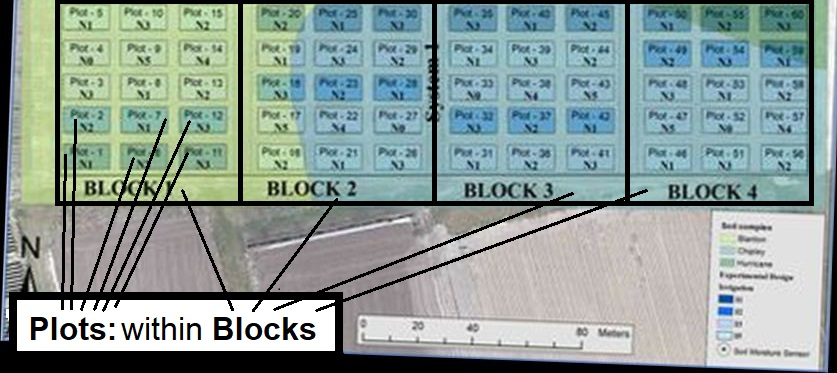 Plot - 5 Plot - 10 Plot - 15 Plot - 20 Plot - 25 Plot - 30 Plot - 35 Plot - 40 Plot - 45 Plot - 50 Plot - 55 Plot - 60
N1 N3 N2 N1 N3 N1 N2 N3
Plot - 4 Plot - 9 Plot - 14 Plot - 19 Plot - 24 Plot - 29 Plot - 34 Plot - 39 Plot - 44 Plot - 49 Plot - 54 Plot - 59
N0 N5 N4 N1 N3 N2 N1 N3 N2 N2 N3 N1
Plot - 3 Plot - 8 Plot - 13 Plot - 18 Plot - 23 Plot - 28 Plot - 33 Plot - 38 Plot - 43 Plot - 48 Plot - 53 Plot - 58
N3 N1 N2 N3 N2 N1 N0 N4 N5 N3 N1 N2
Plot - 2 Plot - 7 Plot - 12 Plot - 17 Plot - 22 Plot - 27 Plot - 32 Plot - 37 Plot - 42 Plot - 47 Plot - 52 Plot - 57
N2 N1 N3 N5 N4 N0 N3 N2 N1 N5 N0 N4
Plot - 1 Plot - 11 Plot - 16 Plot - 21 Plot - 26 Plot - 31 Plot - 36 Plot - 41 Plot - 46 Plot - 51 Plot - 56
N1 N3 N2 N1 N3 N1 N2 N3 N1 N3 N2
BLOCK 1 BLOCK 2 BLOCK 3 BLOCK 4
N
Plots: within Blocks
0 20 40 80 Meters
Soil complex
Blanton
Chipley
Hurricane
Experimental Design
Irrigation
Soil Moisture Sensor